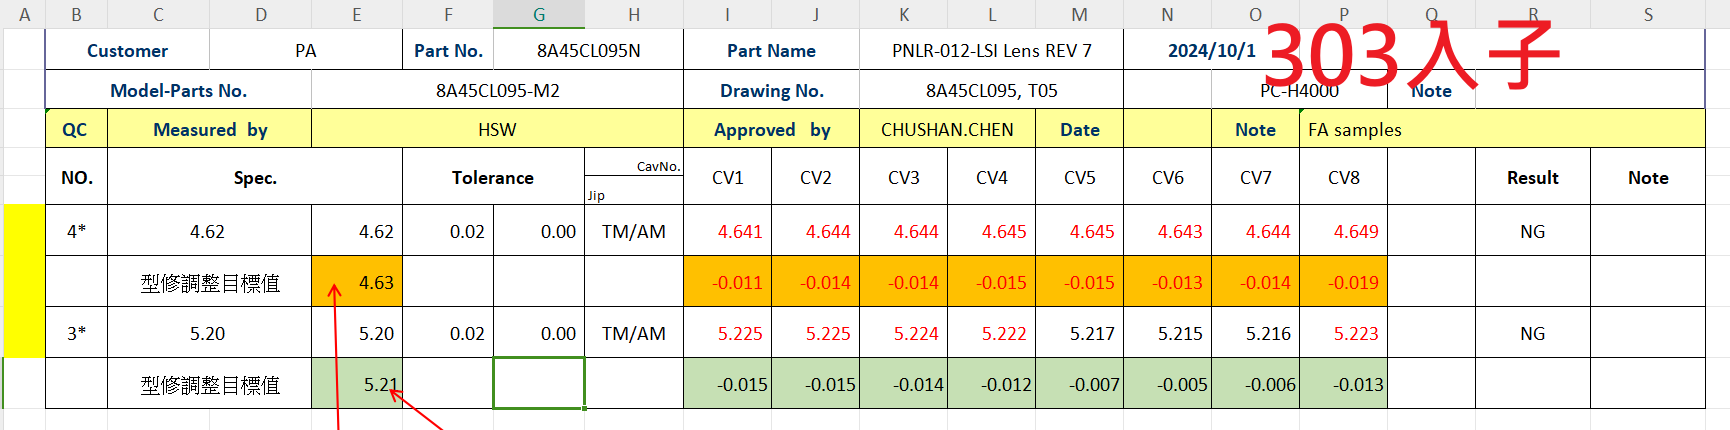 A B C D E F G H I J K L M N O P Q R S
Customer PA Part No. 8A45CL095N Part Name PNLR-012-LSI Lens REV 7 2024/10/1 303入子
Model-Parts No. 8A45CL095-M2 Drawing No. 8A45CL095, T05 PC-H4000 Note
QC Measured by HSW Approved by CHUSHAN.CHEN Date Note FA samples
NO. Spec. Tolerance CavNo. Jip CV1 CV2 CV3 CV4 CV5 CV6 CV7 CV8 Result Note
4* 4.62 4.62 0.02 0.00 TM/AM 4.641 4.644 4.644 4.645 4.645 4.643 4.644 4.649 NG
型修調整目標值 4.63 -0.011 -0.014 -0.014 -0.015 -0.015 -0.013 -0.014 -0.019
3* 5.20 5.20 0.02 0.00 TM/AM 5.225 5.225 5.224 5.222 5.217 5.215 5.216 5.223 NG
型修調整目標值 5.21 -0.015 -0.015 -0.014 -0.012 -0.007 -0.005 -0.006 -0.013